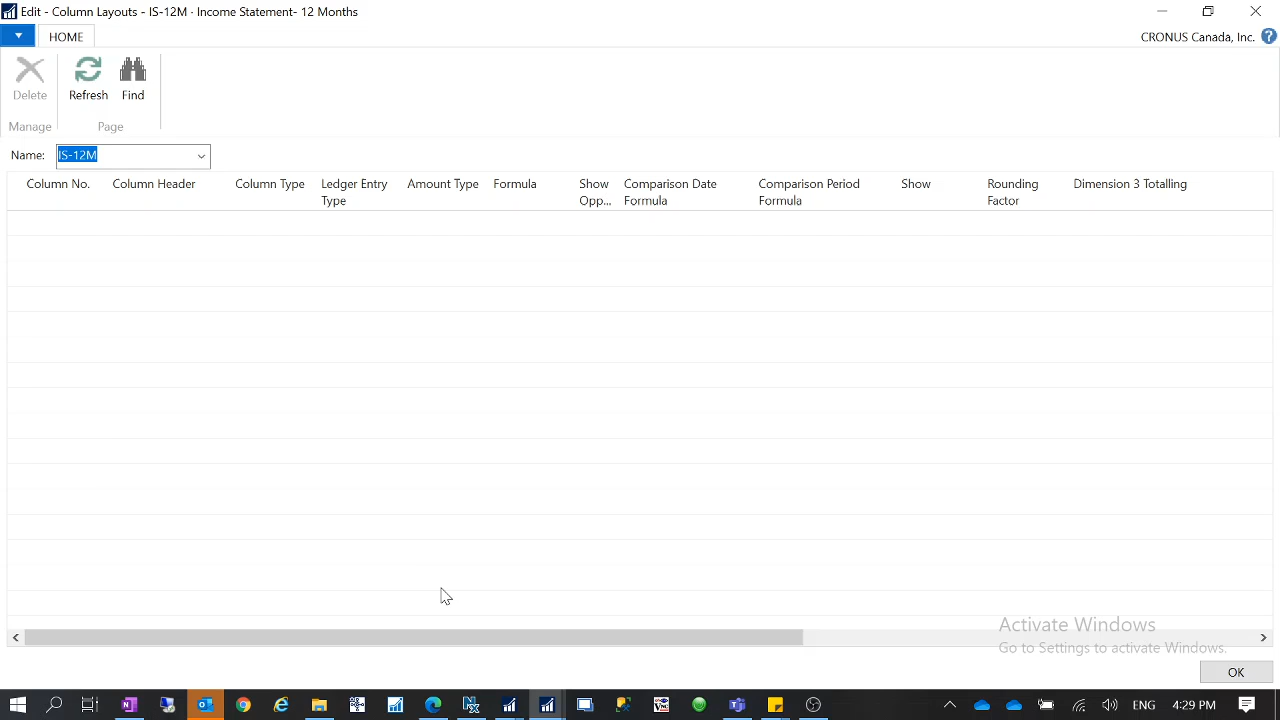 Edit - Column Layouts - IS-12M · Income Statement- 12 Months
HOME
CRONUS Canada, Inc.
Delete
Refresh
Find
Manage
Page
Name: IS-12M
Column No. Column Header Column Type Ledger Entry Type Amount Type Formula Show Opp... Comparison Date Formula Comparison Period Formula Show Rounding Factor Dimension 3 Totalling
Activate Windows
Go to Settings to activate Windows.
OK
ENG 4:29 PM